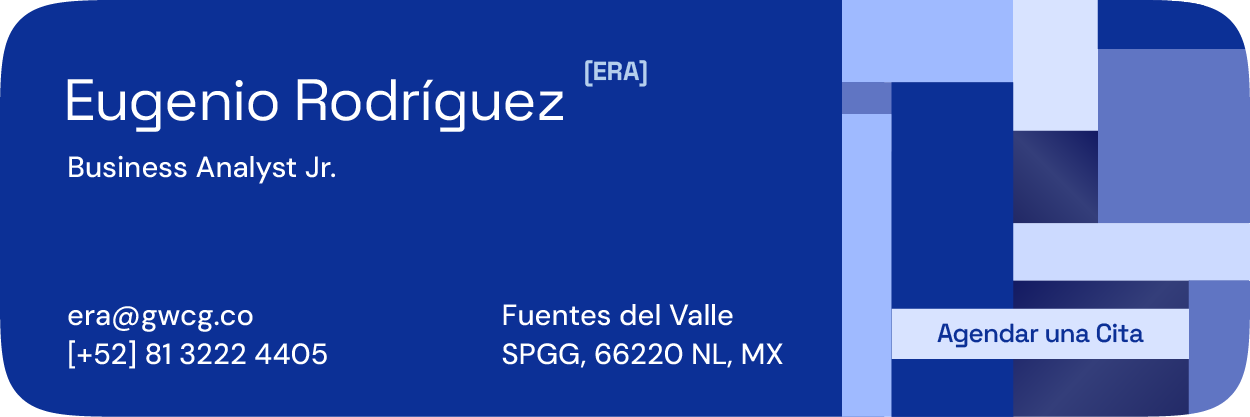 Eugenio Rodríguez [ERA]
Business Analyst Jr.
era@gwcg.co
[+52] 81 3222 4405
Fuentes del Valle
SPGG, 66220 NL, MX
Agendar una Cita